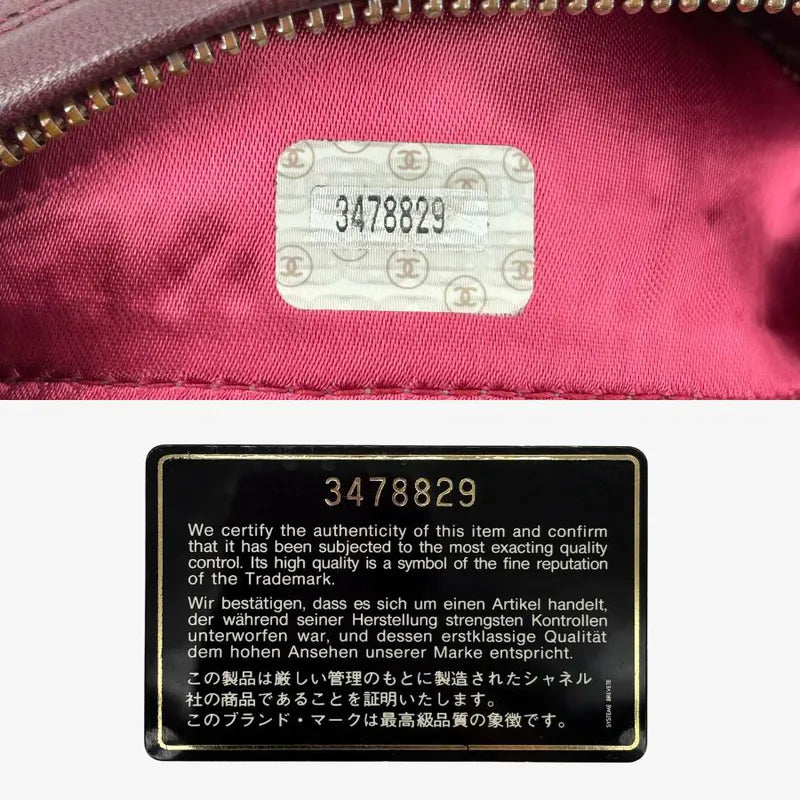 3478829
3478829
We certify the authenticity of this item and confirm
that it has been subjected to the most exacting quality
control. Its high quality is a symbol of the fine reputation
of the Trademark.
Wir bestätigen, dass es sich um einen Artikel handelt,
der während seiner Herstellung strengsten Kontrollen
unterworfen war, und dessen erstklassige Qualität
dem hohen Ansehen unserer Marke entspricht.
この製品は厳しい管理のもとに製造されたシャネル
社の商品であることを証明いたします。
このブランド・マークは最高級品質の象徴です。
SYSTEME BREVETE